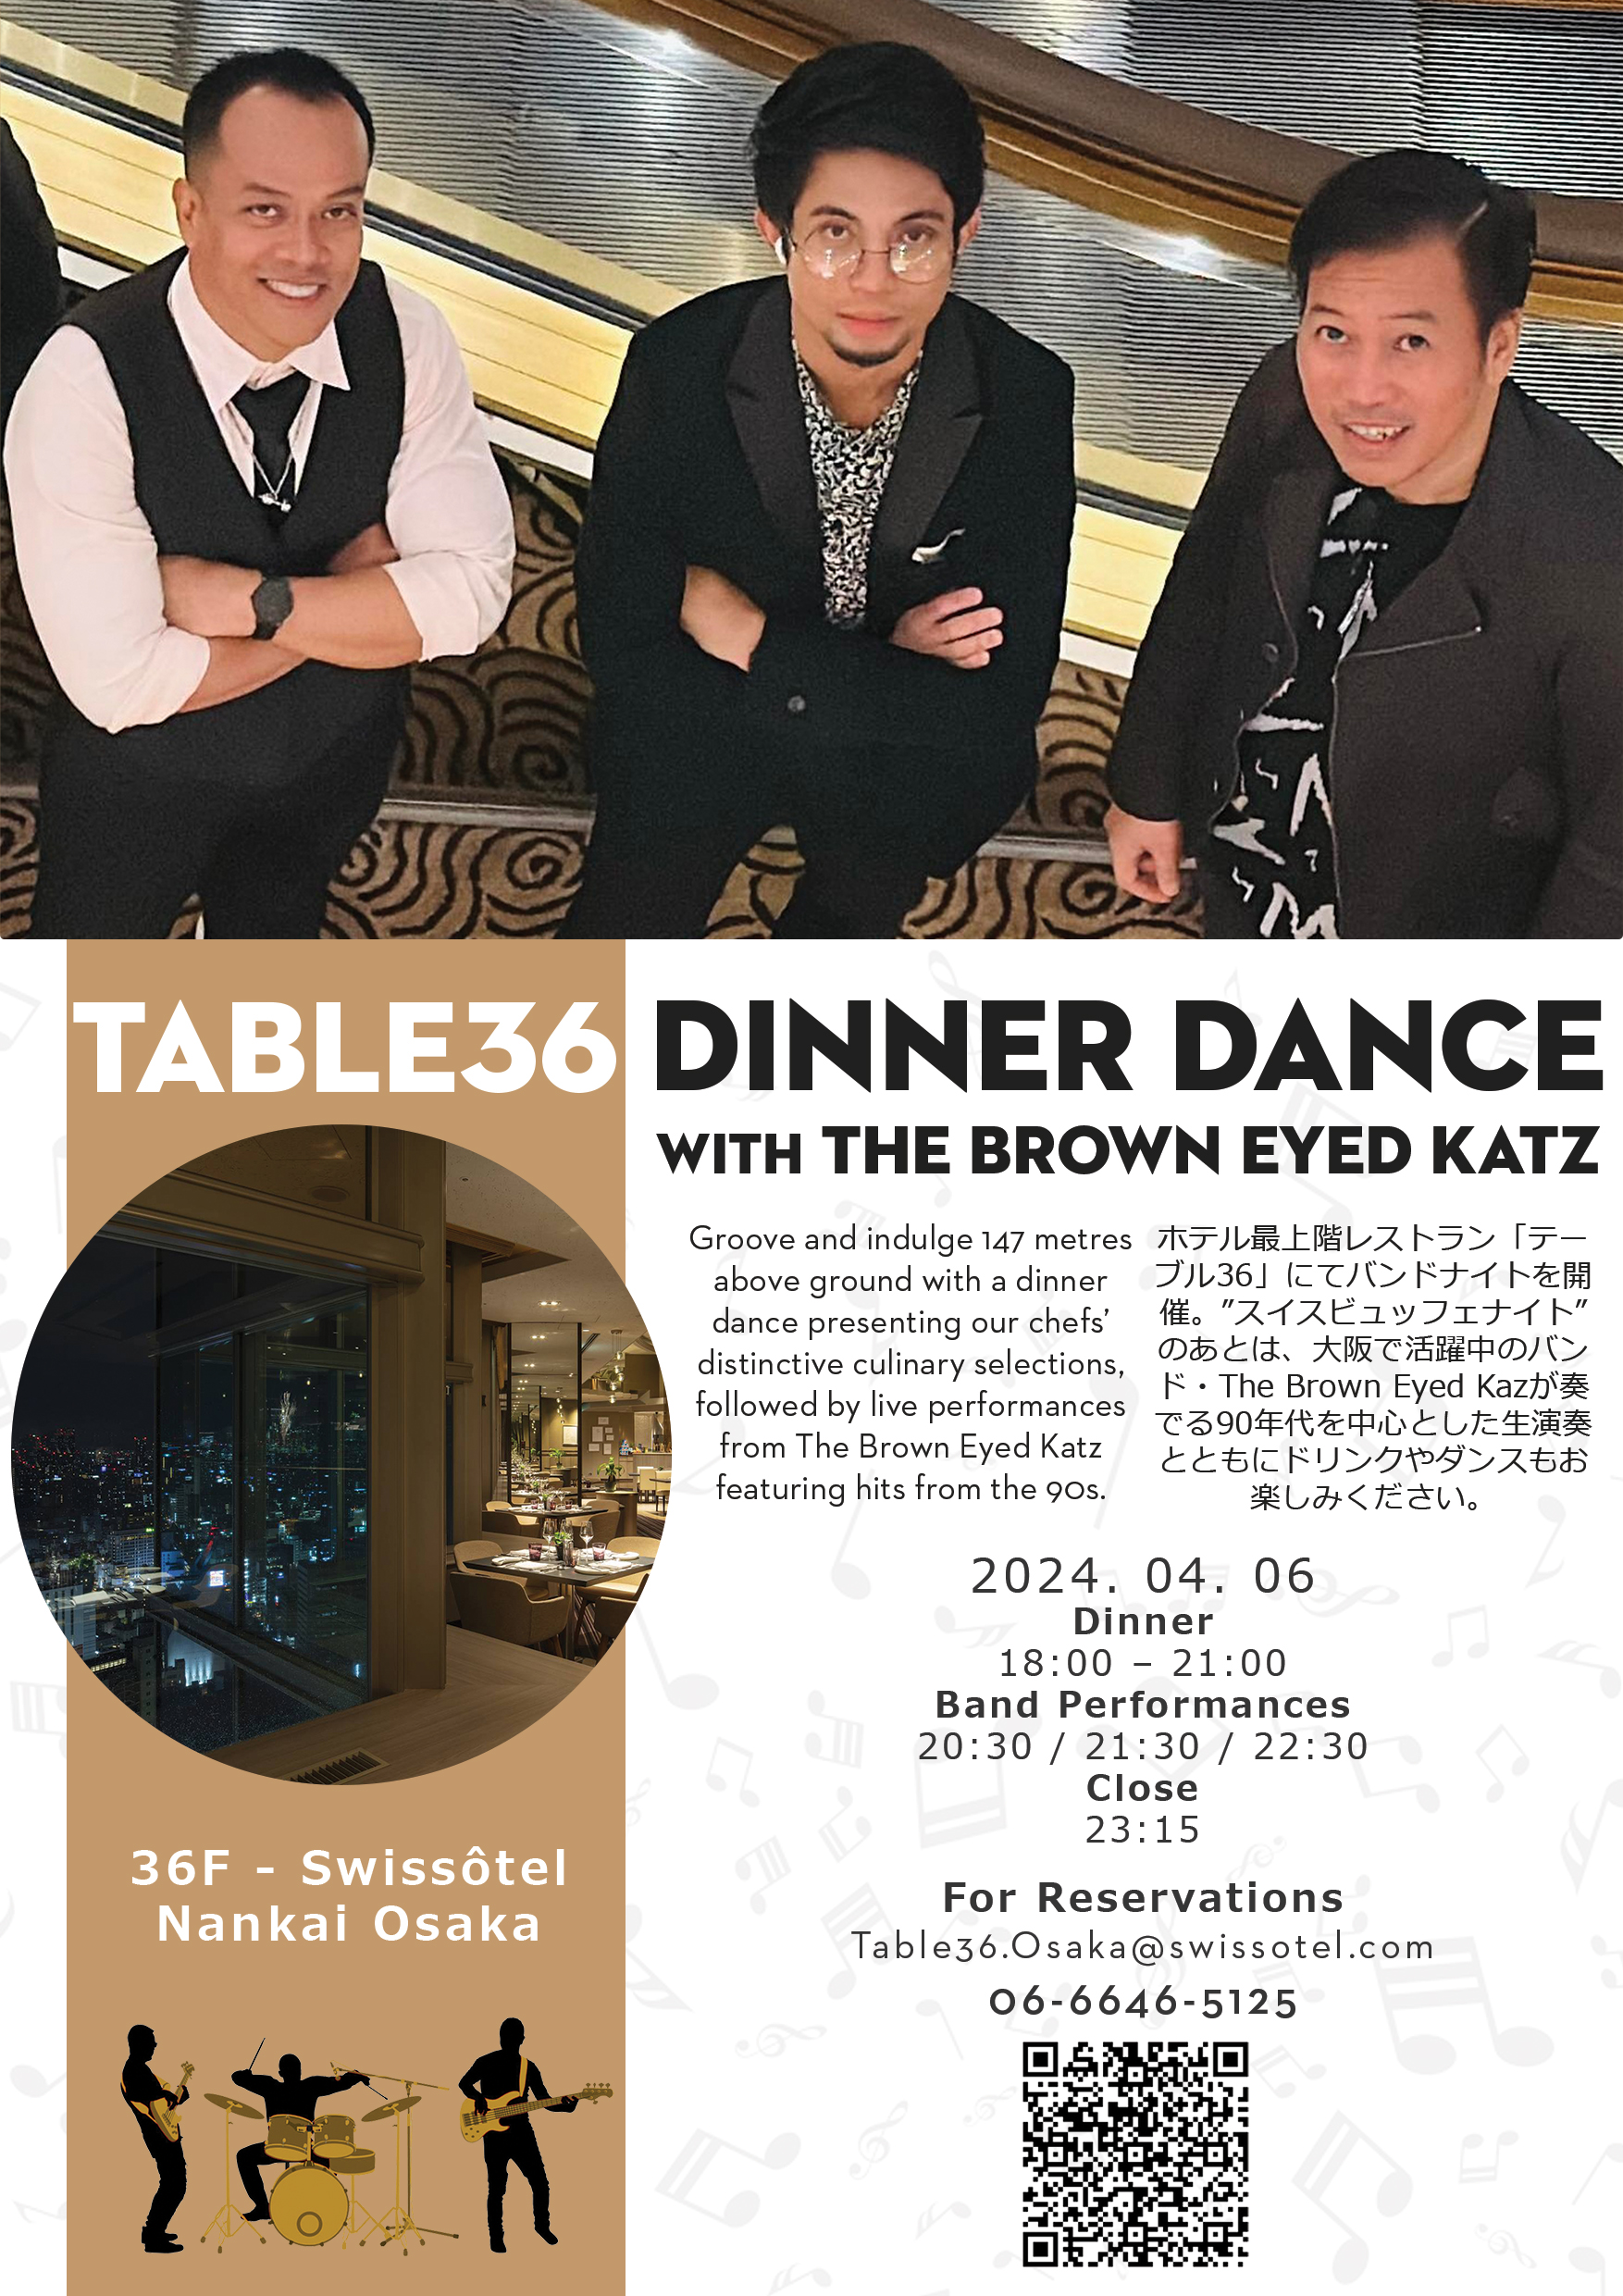 TABLE36
DINNER DANCE
WITH THE BROWN EYED KATZ
Groove and indulge 147 metres
above ground with a dinner
dance presenting our chefs’
distinctive culinary selections,
followed by live performances
from The Brown Eyed Katz
featuring hits from the 90s.
ホテル最上階レストラン「テー
ブル36」にてバンドナイトを開
催。”スイスビュッフェナイト”
のあとは、大阪で活躍中のバン
ド・The Brown Eyed Kazが奏
でる90年代を中心とした生演奏
とともにドリンクやダンスもお
楽しみください。
2024. 04. 06
Dinner
18:00 – 21:00
Band Performances
20:30 / 21:30 / 22:30
Close
23:15
36F – Swissôtel
Nankai Osaka
For Reservations
Table36.Osaka@swissotel.com
06-6646-5125